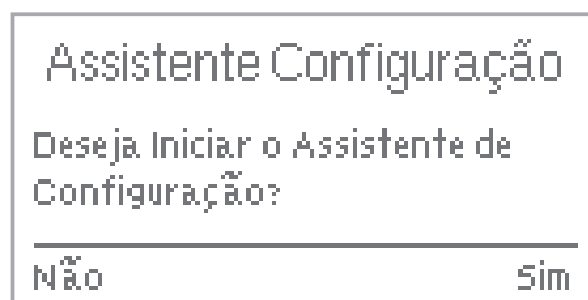 Assistente Configuração
Deseja Iniciar o Assistente de
Configuração?
Não Sim